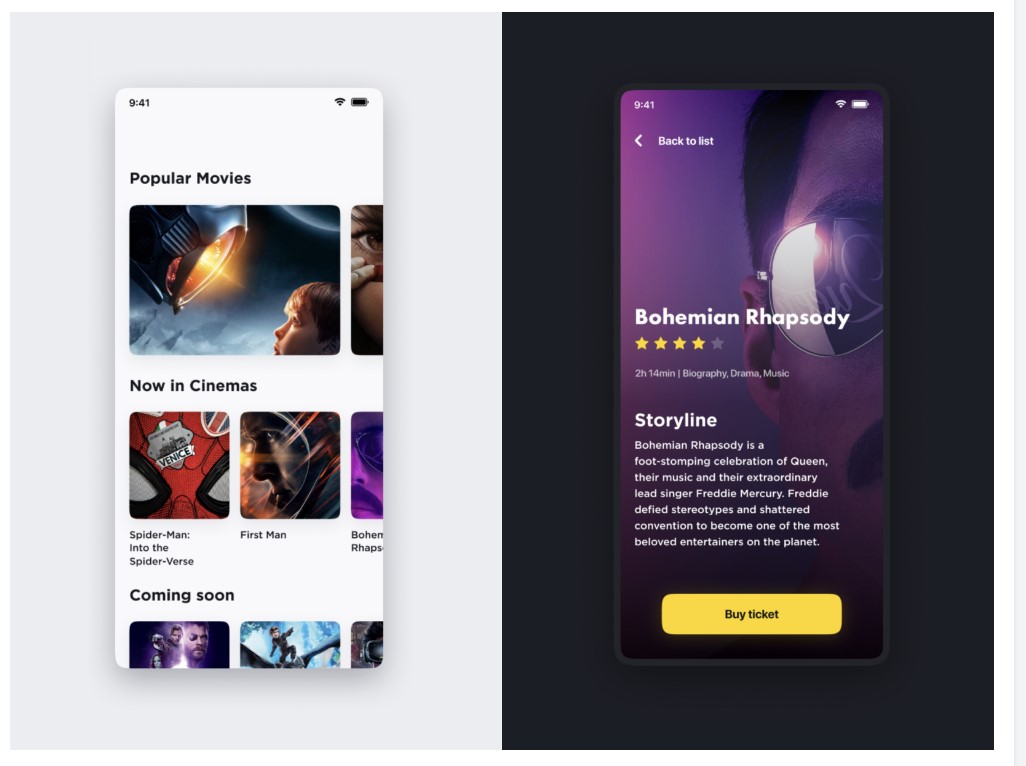 9:41
Popular Movies
Now in Cinemas
VENICE
Spider-Man:
Into the
Spider-Verse
First Man
Coming soon
9:41
Back to list
Bohemian Rhapsody
2h 14min | Biography, Drama, Music
Storyline
Bohemian Rhapsody is a
foot-stomping celebration of Queen,
their music and their extraordinary
lead singer Freddie Mercury. Freddie
defied stereotypes and shattered
convention to become one of the most
beloved entertainers on the planet.
Buy ticket